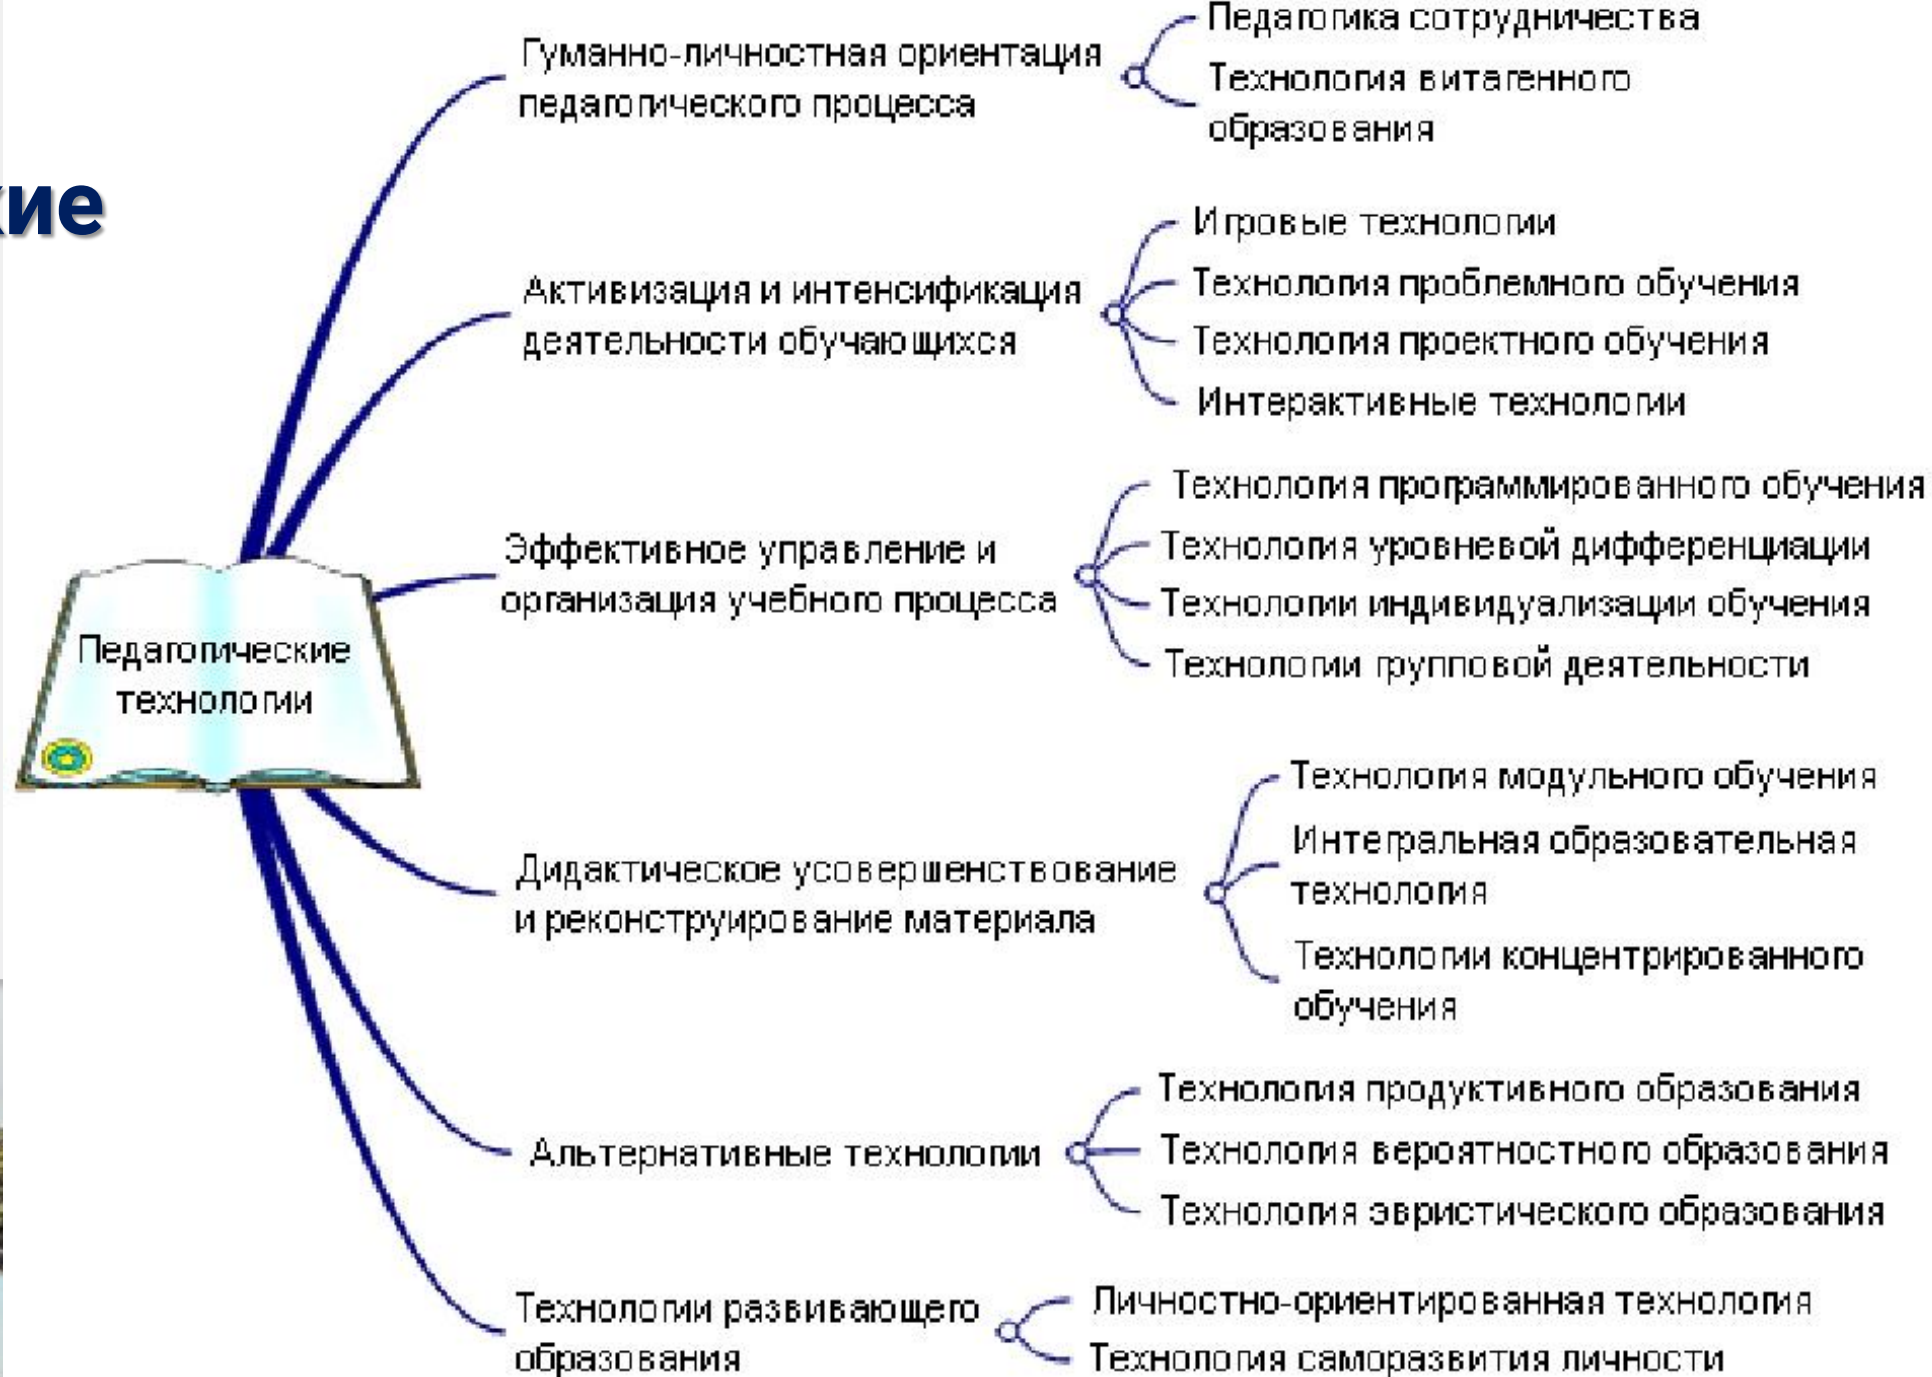 кие
Педагогические
технологии
Гуманно-личностная ориентация
педагогического процесса
Педагогика сотрудничества
Технология витагенного
образования
Активизация и интенсификация
деятельности обучающихся
Игровые технологии
Технология проблемного обучения
Технология проектного обучения
Интерактивные технологии
Эффективное управление и
организация учебного процесса
Технология программированного обучения
Технология уровневой дифференциации
Технологии индивидуализации обучения
Технологии групповой деятельности
Дидактическое усовершенствование
и реконструирование материала
Технология модульного обучения
Интегральная образовательная
технология
Технологии концентрированного
обучения
Альтернативные технологии
Технология продуктивного образования
Технология вероятностного образования
Технология эвристического образования
Технологии развивающего
образования
Личностно-ориентированная технология
Технология саморазвития личности